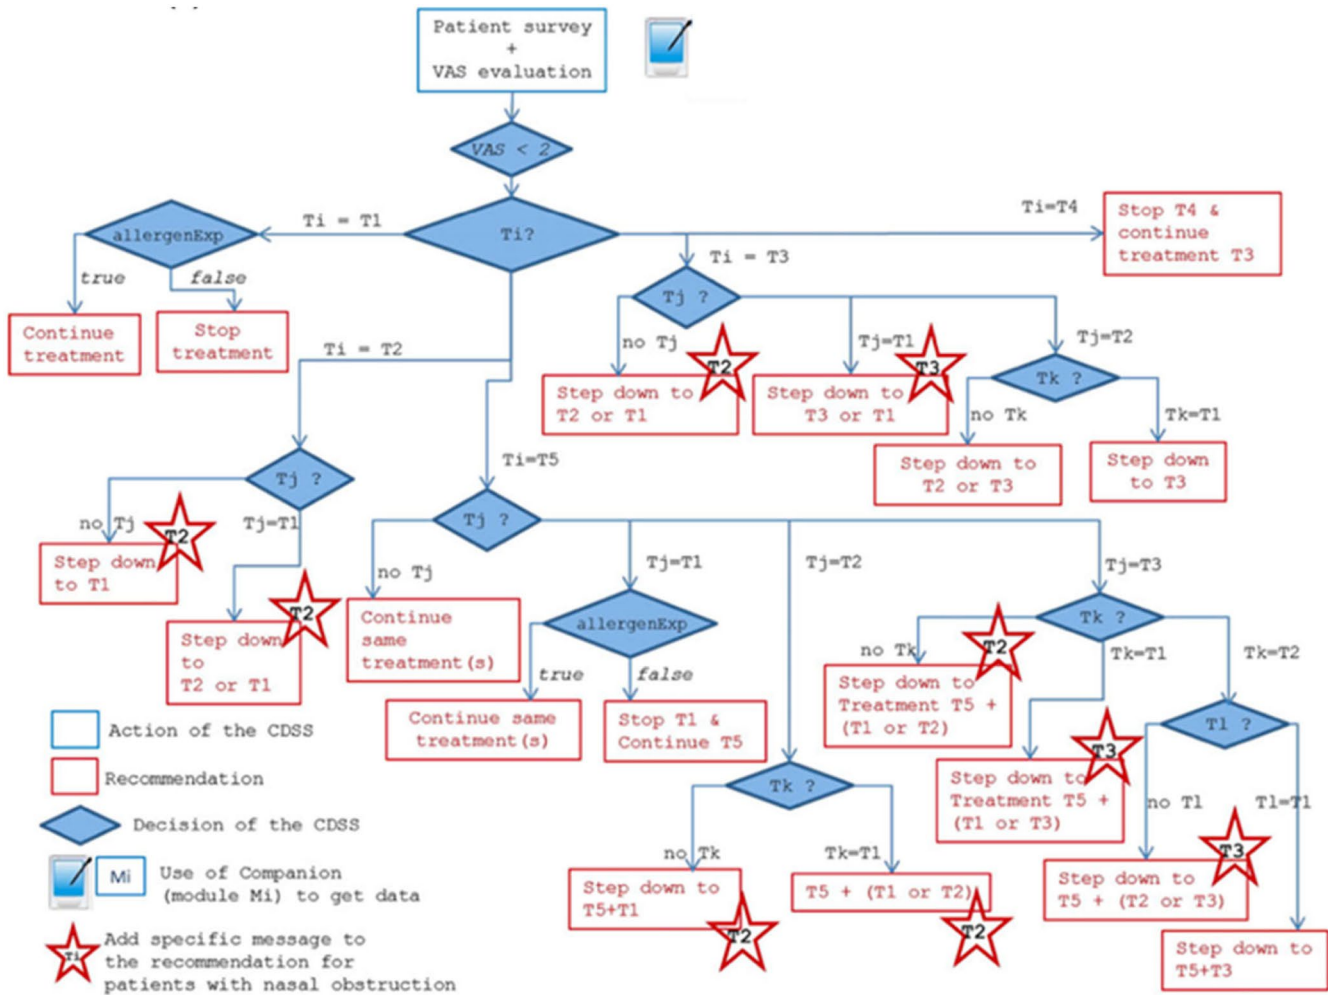 Patient survey
+
VAS evaluation
VAS < 2
Ti?
Ti = T1
allergenExp
true
false
Continue
treatment
Stop
treatment
Ti=T4
Stop T4 &
continue
treatment T3
Ti = T3
Tj ?
no Tj
Tj=T1
Tj=T2
T2
Step down to
T2 or T1
T3
Step down to
T3 or T1
Tk ?
no Tk
Tk=T1
Step down to
T2 or T3
Step down
to T3
Ti = T2
Tj ?
no Tj
Tj=T1
T2
Step down
to T1
T2
Step down
to
T2 or T1
Ti=T5
Tj ?
no Tj
Tj=T1
Tj=T2
Tj=T3
Continue
same
treatment(s)
allergenExp
true
false
Continue same
treatment(s)
Stop T1 &
Continue T5
Tk ?
no Tk
Tk=T1
Step down to
T5+T1
T2
T5 + (T1 or T2)
T2
Tk ?
no Tk
Tk=T1
Tk=T2
T2
Step down to
Treatment T5 +
(T1 or T2)
T3
Step down to
Treatment T5 +
(T1 or T3)
Tl ?
no Tl
Tl=T1
T3
Step down to
T5 + (T2 or T3)
Step down to
T5+T3
Action of the CDSS
Recommendation
Decision of the CDSS
Mi
Use of Companion
(module Mi) to get data
Ti
Add specific message to
the recommendation for
patients with nasal obstruction